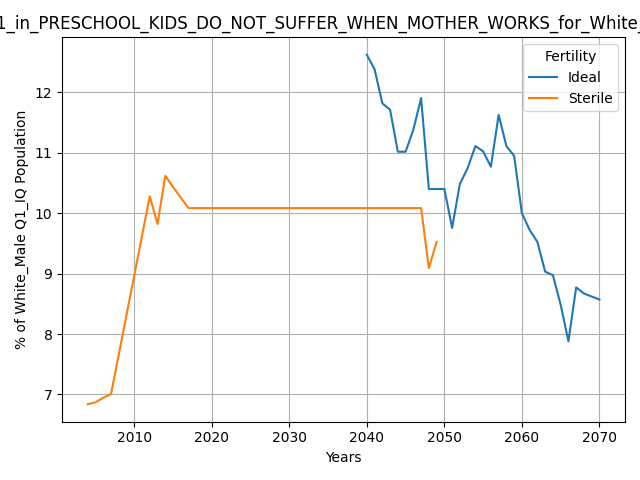 1_in_PRESCHOOL_KIDS_DO_NOT_SUFFER_WHEN_MOTHER_WORKS_for_White_
Fertility
Ideal
Sterile
% of White_Male Q1_IQ Population
12
11
10
9
8
7
2010 2020 2030 2040 2050 2060 2070
Years